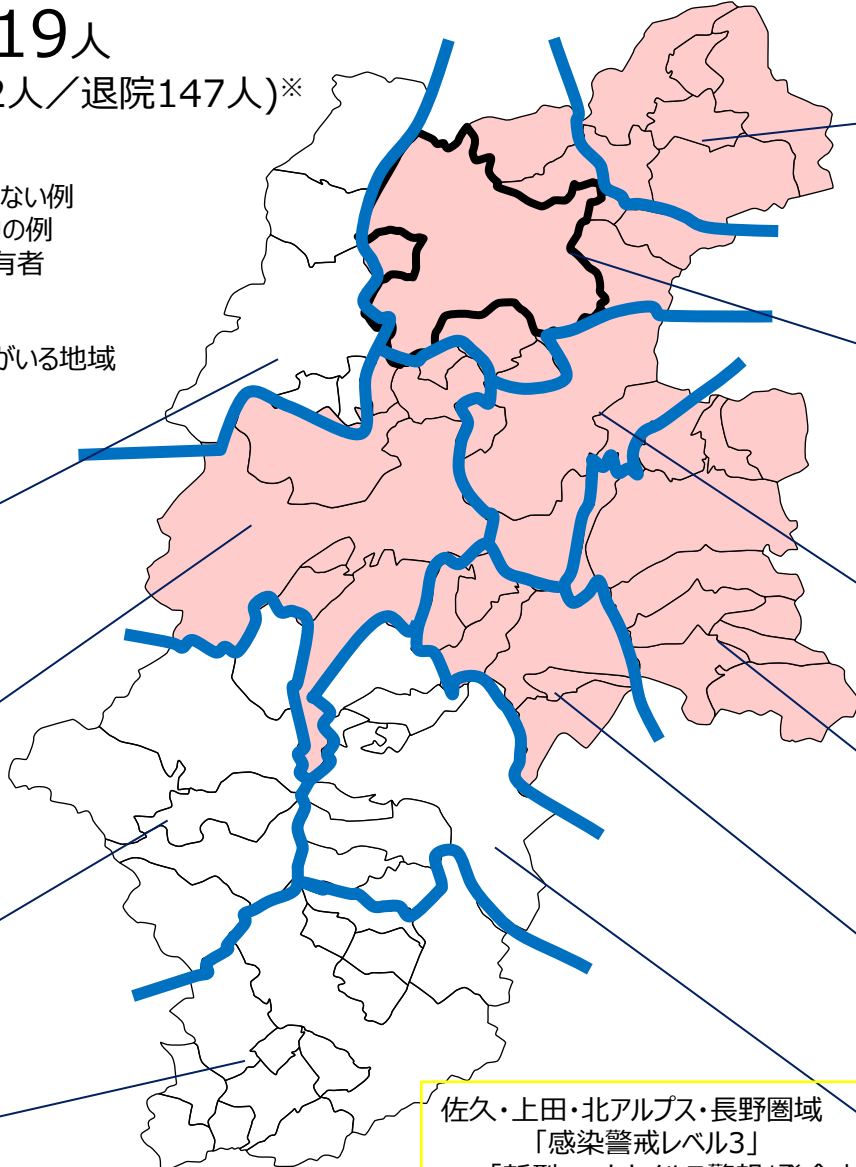 19人
2人／退院147人)※
ない例
の例
有者
がいる地域
佐久・上田・北アルプス・長野圏域
「感染警戒レベル3」